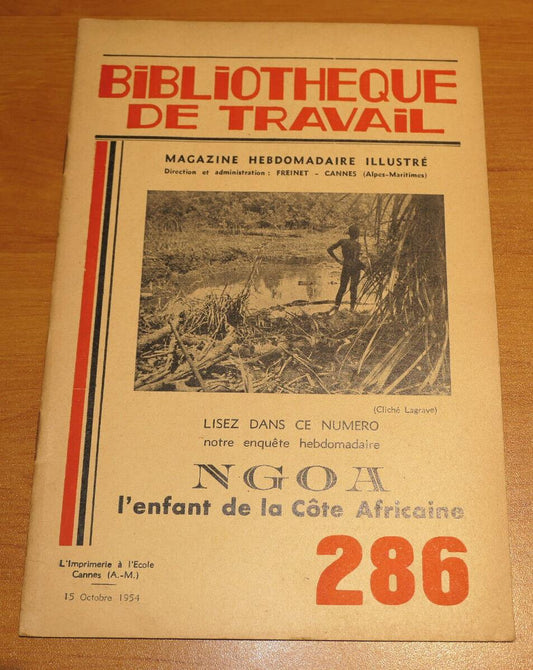 BiBLiOTHEQUE
DE TRAVAiL
MAGAZINE HEBDOMADAIRE ILLUSTRÉ
Direction et administration : FREINET - CANNES (Alpes-Maritimes)
(Cliché Lagrave)
LISEZ DANS CE NUMERO
notre enquête hebdomadaire
NGOA
l'enfant de la Côte Africaine
286
L'Imprimerie à l'Ecole
Cannes (A.-M.)
15 Octobre 1954